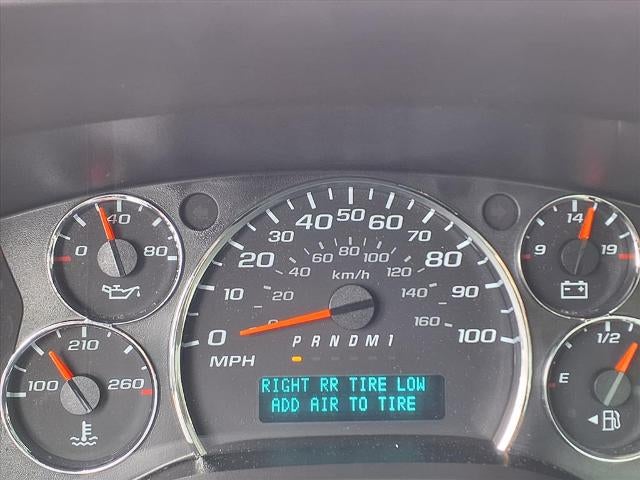 0 40 80
100 210 260
0 10 20 30 40 50 60 70 80 90 100
20 40 60 80 100 120 140 160
km/h
MPH
P R N D M 1
RIGHT RR TIRE LOW
ADD AIR TO TIRE
9 14 19
E 1/2